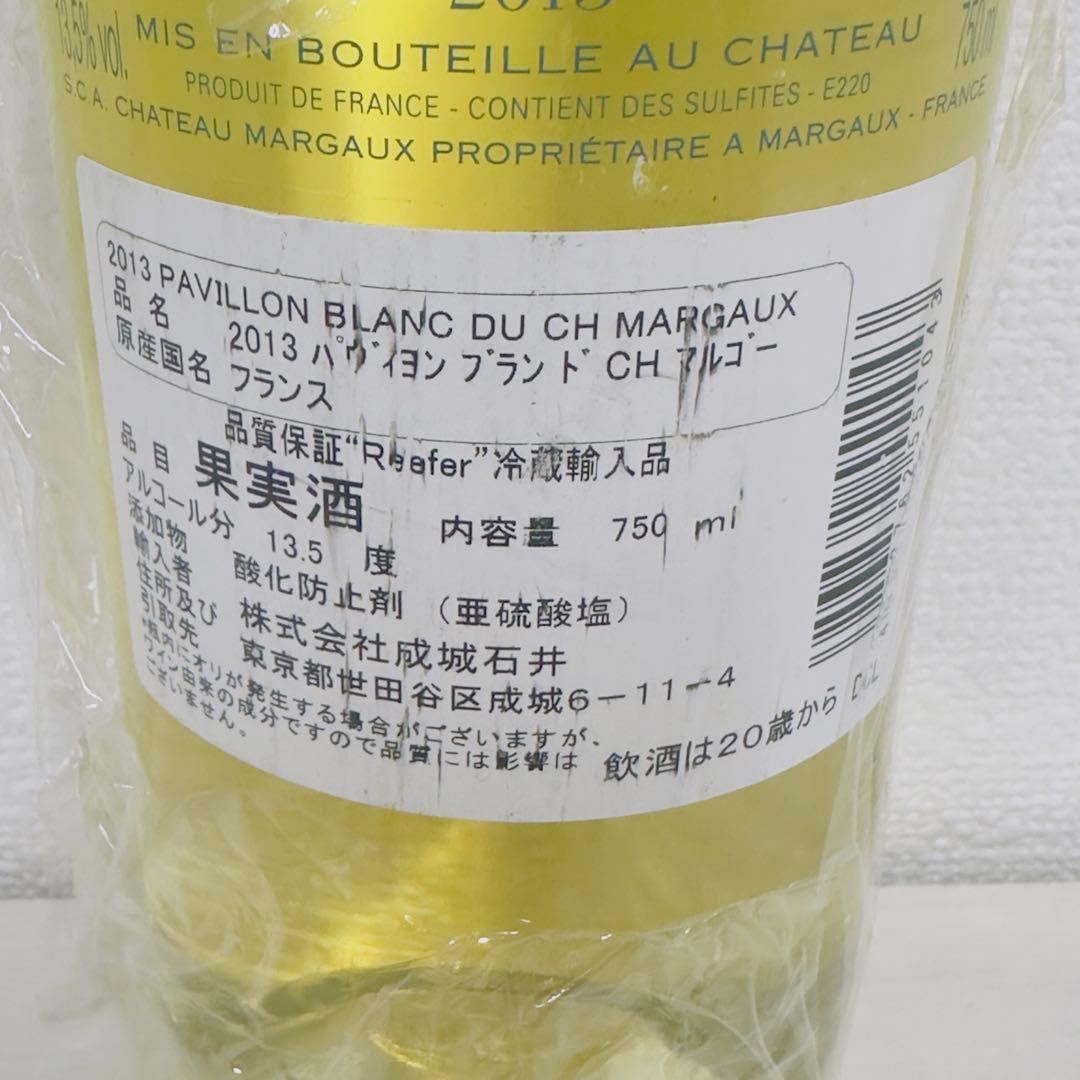 2013
13,5% vol.
MIS EN BOUTEILLE AU CHATEAU
750 ml
PRODUIT DE FRANCE - CONTIENT DES SULFITES - E220
S.C.A. CHATEAU MARGAUX PROPRIÉTAIRE A MARGAUX - FRANCE
2013 PAVILLON BLANC DU CH MARGAUX
品名 2013 パヴィヨン ブラン ド CH マルゴー
原産国名 フランス
品質保証“Reefer”冷蔵輸入品
品目 果実酒 内容量 750 ml
アルコール分 13.5 度
添加物 酸化防止剤（亜硫酸塩）
輸入者 株式会社成城石井
住所及び引取先 東京都世田谷区成城6-11-4
*瓶内にオリが発生する場合がございますが、
ワイン由来の成分ですので品質には影響は
ございません。
飲酒は20歳から